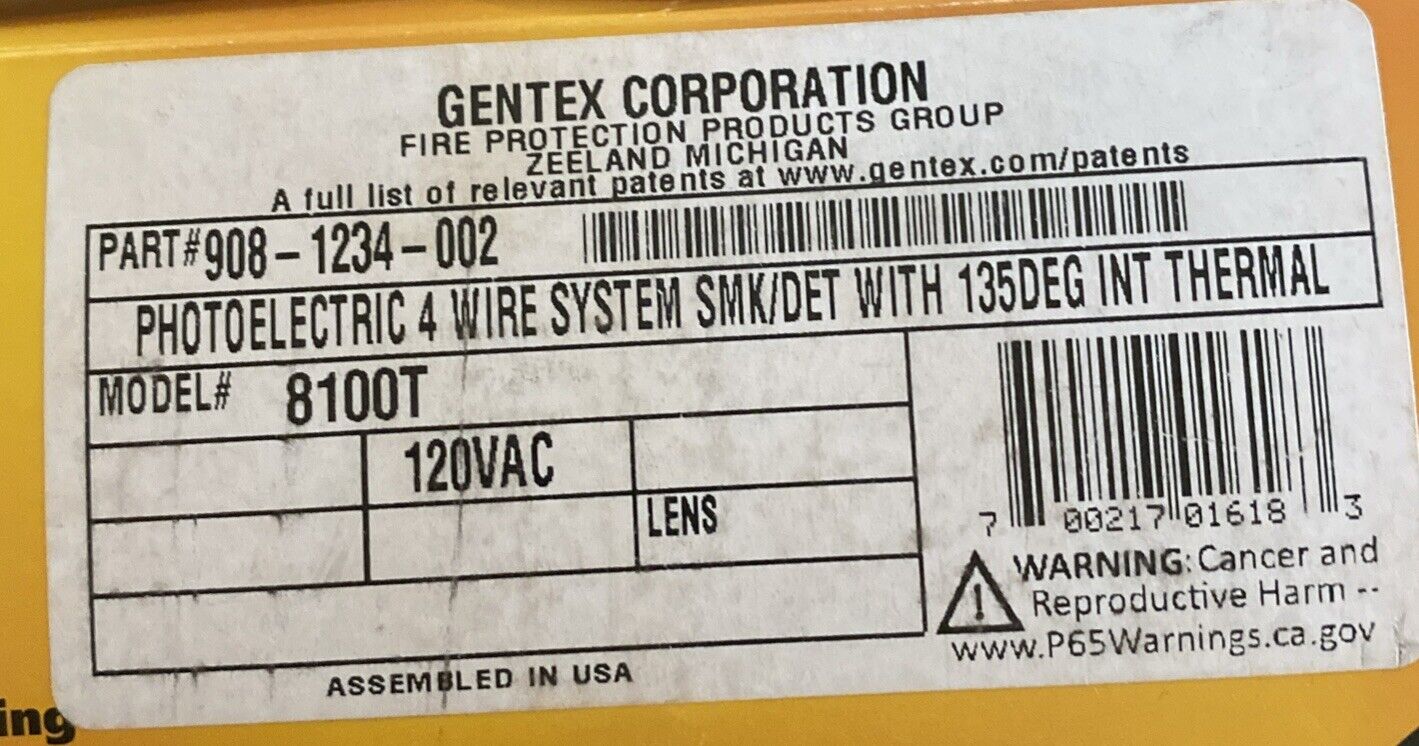 GENTEX CORPORATION
FIRE PROTECTION PRODUCTS GROUP
ZEELAND MICHIGAN
A full list of relevant patents at www.gentex.com/patents
PART# 908-1234-002
PHOTOELECTRIC 4 WIRE SYSTEM SMK/DET WITH 135DEG INT THERMAL
MODEL# 8100T
120VAC
LENS
7 00217 01618 3
WARNING: Cancer and
Reproductive Harm --
www.P65Warnings.ca.gov
ASSEMBLED IN USA
ing